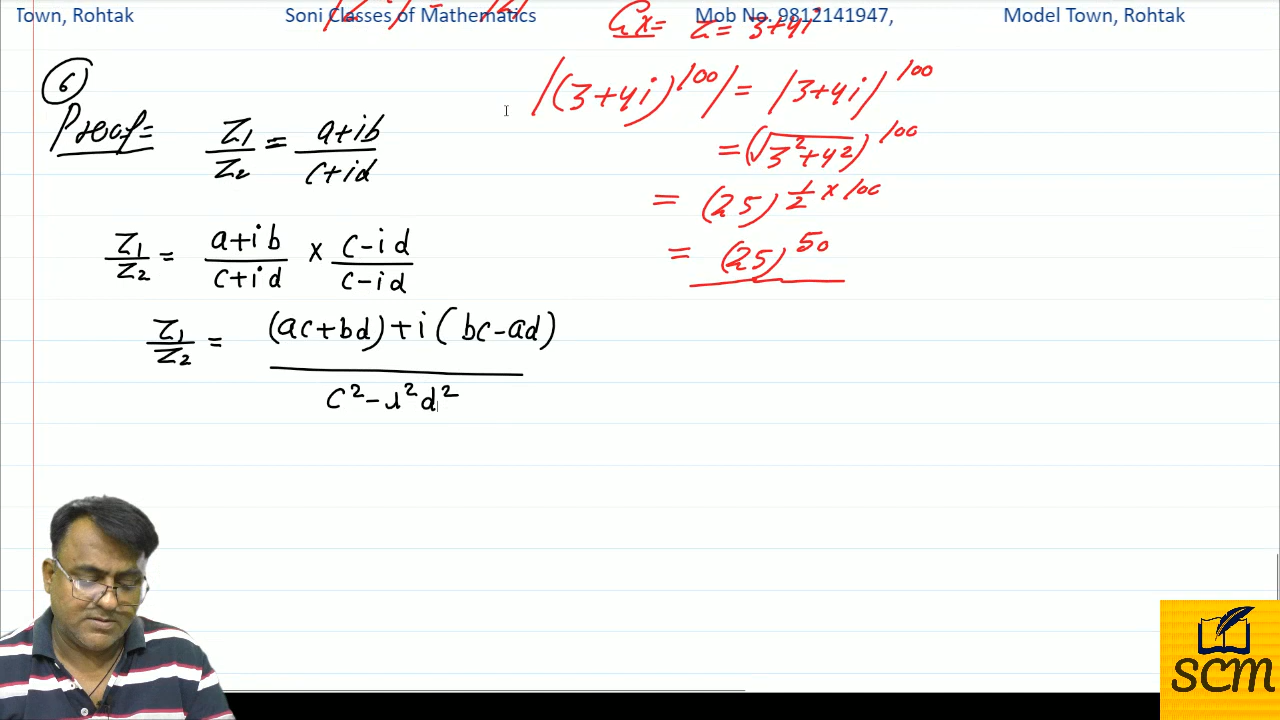 Town, Rohtak Soni Classes of Mathematics Mob No. 9812141947, Model Town, Rohtak
Ex= Z = 3+4i
|(3+4i)^100| = |3+4i|^100
= (√3²+4²)^100
= (25)^½×100
= (25)^50
6
Proof=
Z₁/Z₂ = a+ib/c+id
Z₁/Z₂ = a+ib/c+id × c-id/c-id
Z₁/Z₂ = (ac+bd)+i(bc-ad)/c²-i²d²
SCM